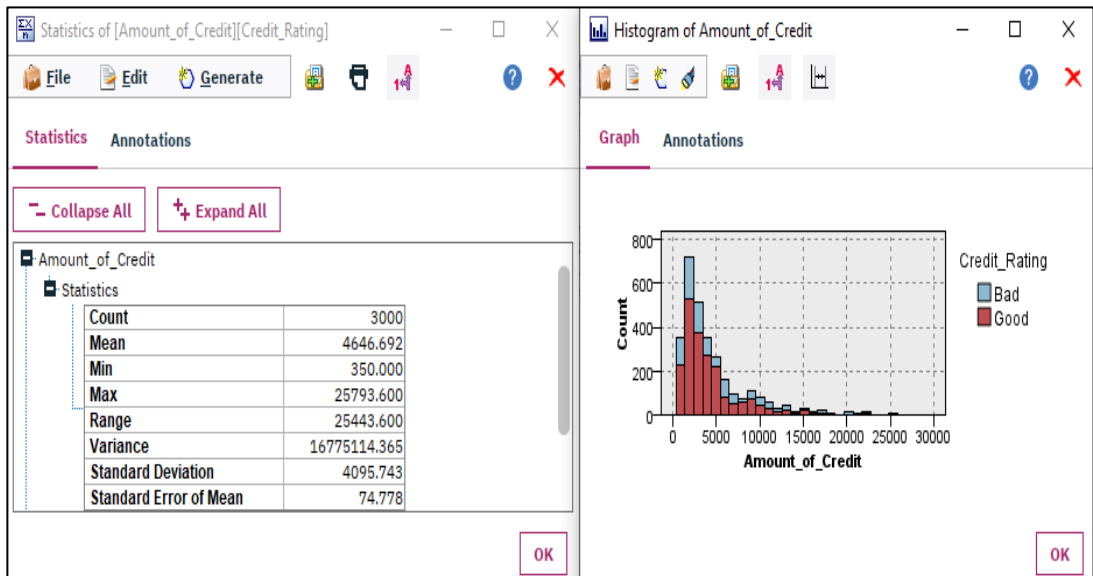 Statistics of [Amount_of_Credit][Credit_Rating]
File Edit Generate
Statistics Annotations
Collapse All Expand All
Amount_of_Credit
Statistics
Count 3000
Mean 4646.692
Min 350.000
Max 25793.600
Range 25443.600
Variance 16775114.365
Standard Deviation 4095.743
Standard Error of Mean 74.778
OK
Histogram of Amount_of_Credit
Graph Annotations
800
600
400
200
0
Count
0 5000 10000 15000 20000 25000 30000
Amount_of_Credit
Credit_Rating
Bad
Good
OK